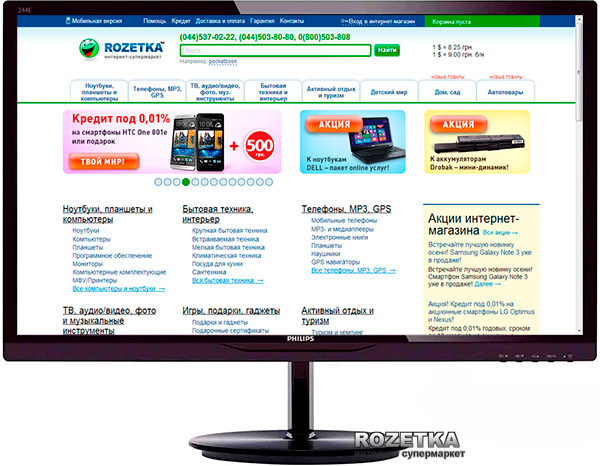 244E
Мобильная версия
Помощь Кредит Доставка и оплата Гарантия Контакты
Вход в интернет-магазин
Корзина пуста
ROZETKA™
интернет-супермаркет
(044)537-02-22, (044)503-80-80, 0(800)503-808
Поиск
Найти
Например, pocketbook
1 $ = 8.25 грн.
1 $ = 9.00 грн. б/н
НОВЫЕ ТОВАРЫ
НОВЫЕ ТОВАРЫ
Ноутбуки, планшеты и компьютеры
Телефоны, MP3, GPS
ТВ, аудио/видео, фото, муз. инструменты
Бытовая техника и интерьер
Активный отдых и туризм
Детский мир
Дом, сад
Автотовары
Кредит под 0,01%
на смартфоны HTC One 801e
или подарок
ТВОЙ МИР!
+ 500 грн.
АКЦИЯ
К ноутбукам
DELL – пакет online услуг!
АКЦИЯ
К аккумуляторам
Drobak – мини-динамик!
Ноутбуки, планшеты и
компьютеры
Ноутбуки
Компьютеры
Планшеты
Программное обеспечение
Мониторы
Компьютерные комплектующие
МФУ/Принтеры
Все компьютеры и ноутбуки →
Бытовая техника,
интерьер
Крупная бытовая техника
Встраиваемая техника
Мелкая бытовая техника
Климатическая техника
Посуда для кухни
Сантехника
Вся бытовая техника →
Телефоны, MP3, GPS
Мобильные телефоны
MP3- и медиаплееры
Электронные книги
Планшеты
Наушники
GPS навигаторы
Все телефоны, MP3, GPS →
Акции интернет-
магазина Все акции →
Встречайте лучшую новинку
осени! Samsung Galaxy Note 3 уже
в продаже!
Встречайте лучшую новинку осени!
Смартфон Samsung Galaxy Note 3
уже в продаже! Далее →
Акция! Кредит под 0,01% на
акционные смартфоны LG Optimus
и Nexus!
Кредит под 0,01% годовых, сроком
ТВ, аудио/видео, фото
и музыкальные
инструменты
Игры, подарки, гаджеты
Подарки и гаджеты
Подарочные сертификаты
Активный отдых и
туризм
Туризм и кемпинг
PHILIPS
ROZETKA
интернет супермаркет